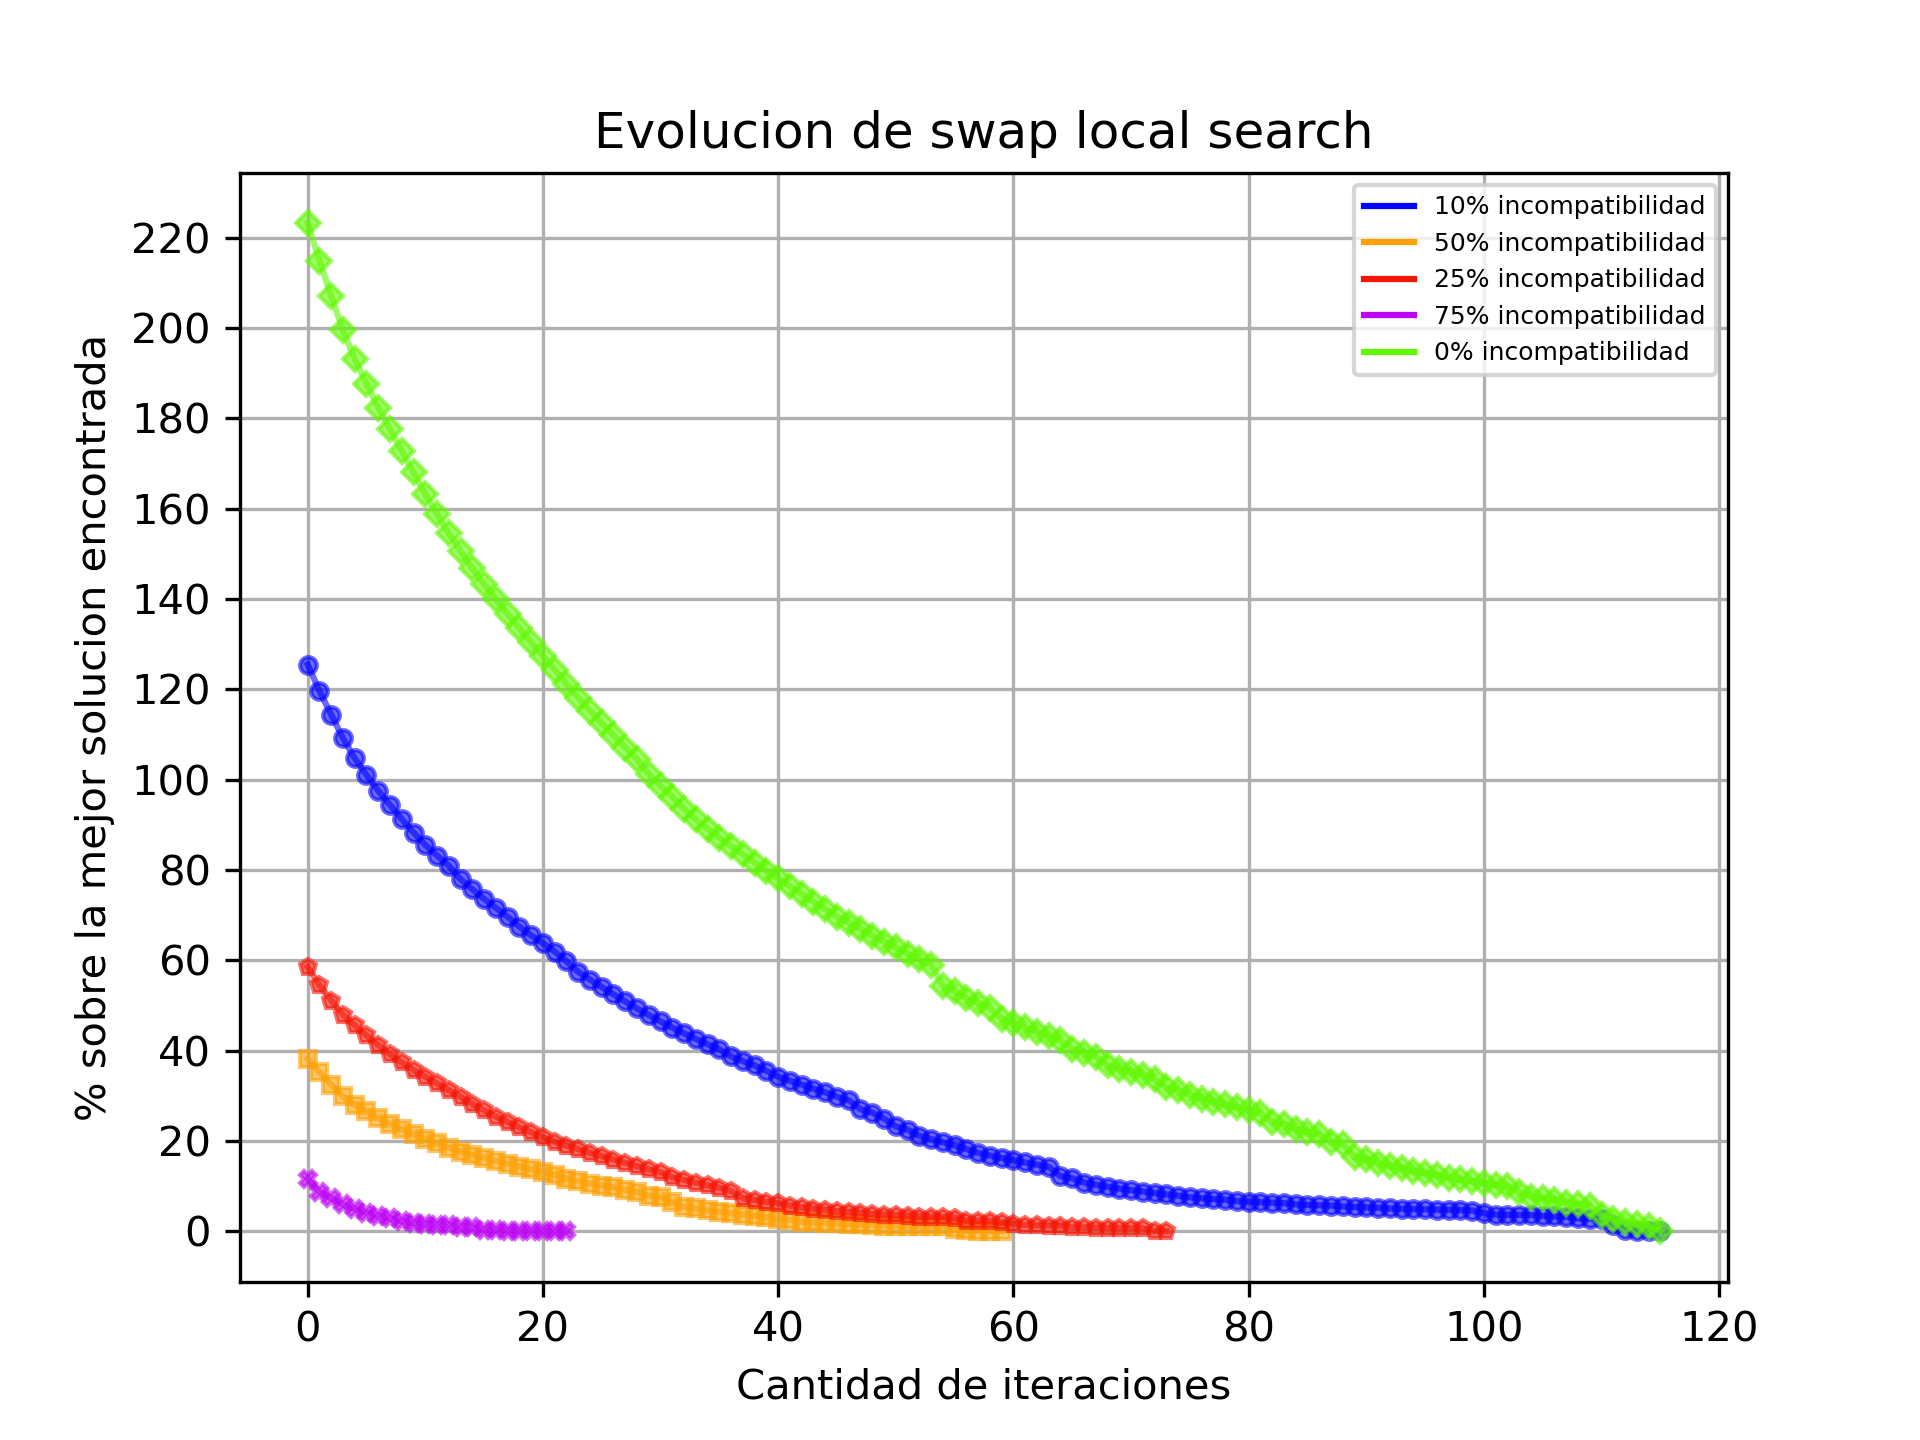 Evolucion de swap local search
10% incompatibilidad
50% incompatibilidad
25% incompatibilidad
75% incompatibilidad
0% incompatibilidad
% sobre la mejor solucion encontrada
220
200
180
160
140
120
100
80
60
40
20
0
0 20 40 60 80 100 120
Cantidad de iteraciones